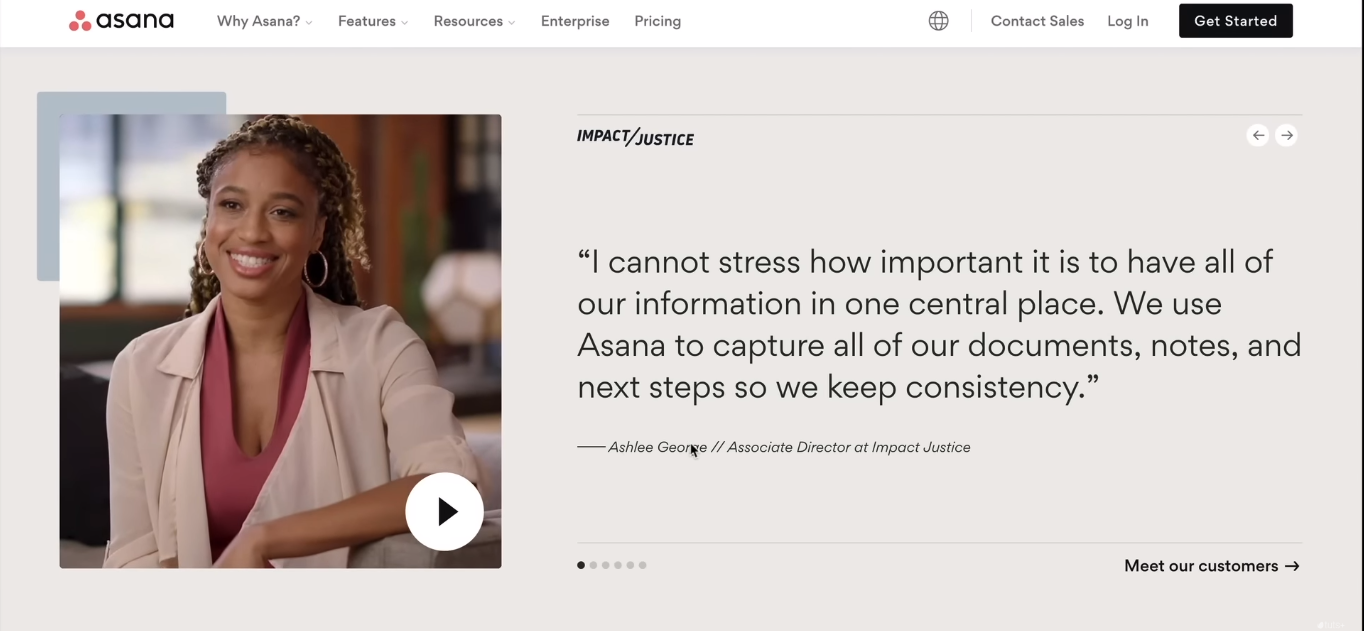 asana
Why Asana? Features Resources Enterprise Pricing Contact Sales Log In Get Started
IMPACT/JUSTICE
“I cannot stress how important it is to have all of
our information in one central place. We use
Asana to capture all of our documents, notes, and
next steps so we keep consistency.”
—— Ashlee George // Associate Director at Impact Justice
Meet our customers →